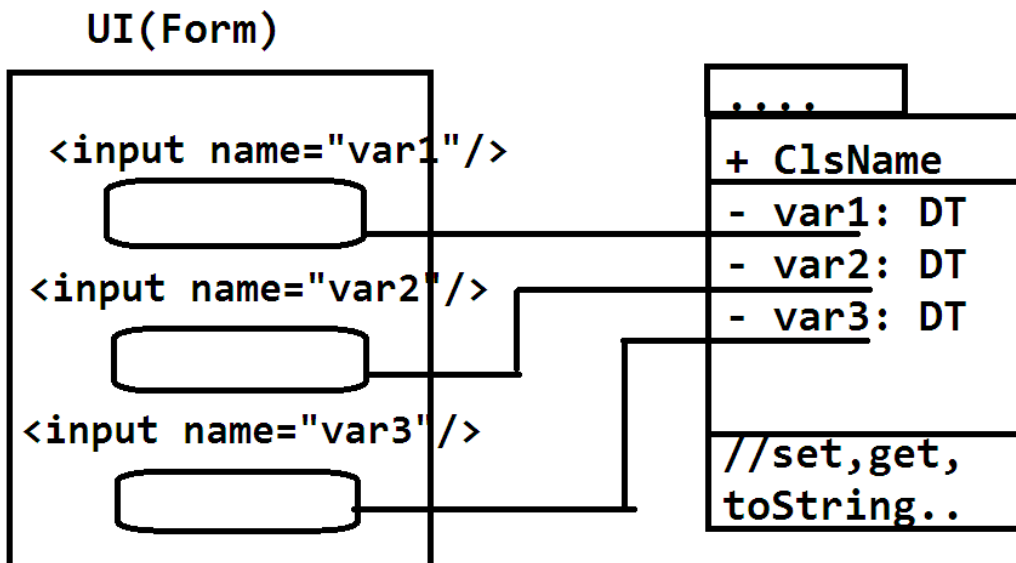 UI(Form)
<input name="var1"/>
<input name="var2"/>
<input name="var3"/>
....
+ ClsName
- var1: DT
- var2: DT
- var3: DT
//set,get,
toString..